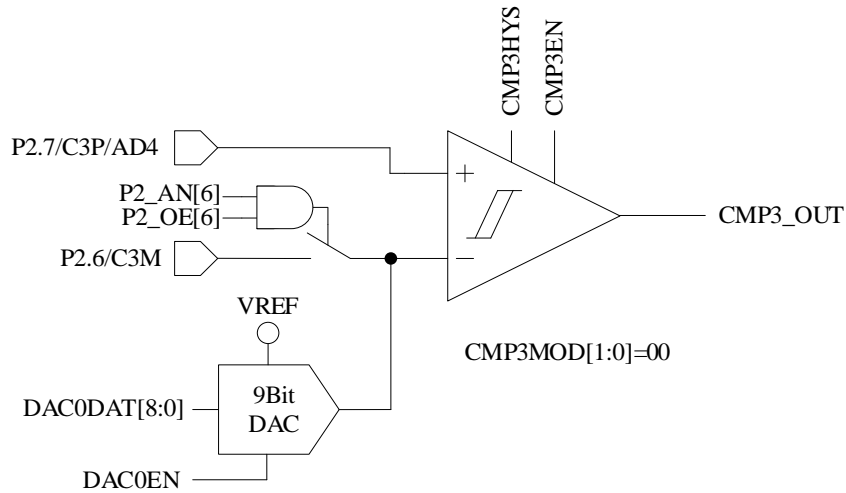 CMP3HYS
CMP3EN
P2.7/C3P/AD4
+
P2_AN[6]
P2_OE[6]
CMP3_OUT
P2.6/C3M
−
VREF
CMP3MOD[1:0]=00
DAC0DAT[8:0]
9Bit
DAC
DAC0EN